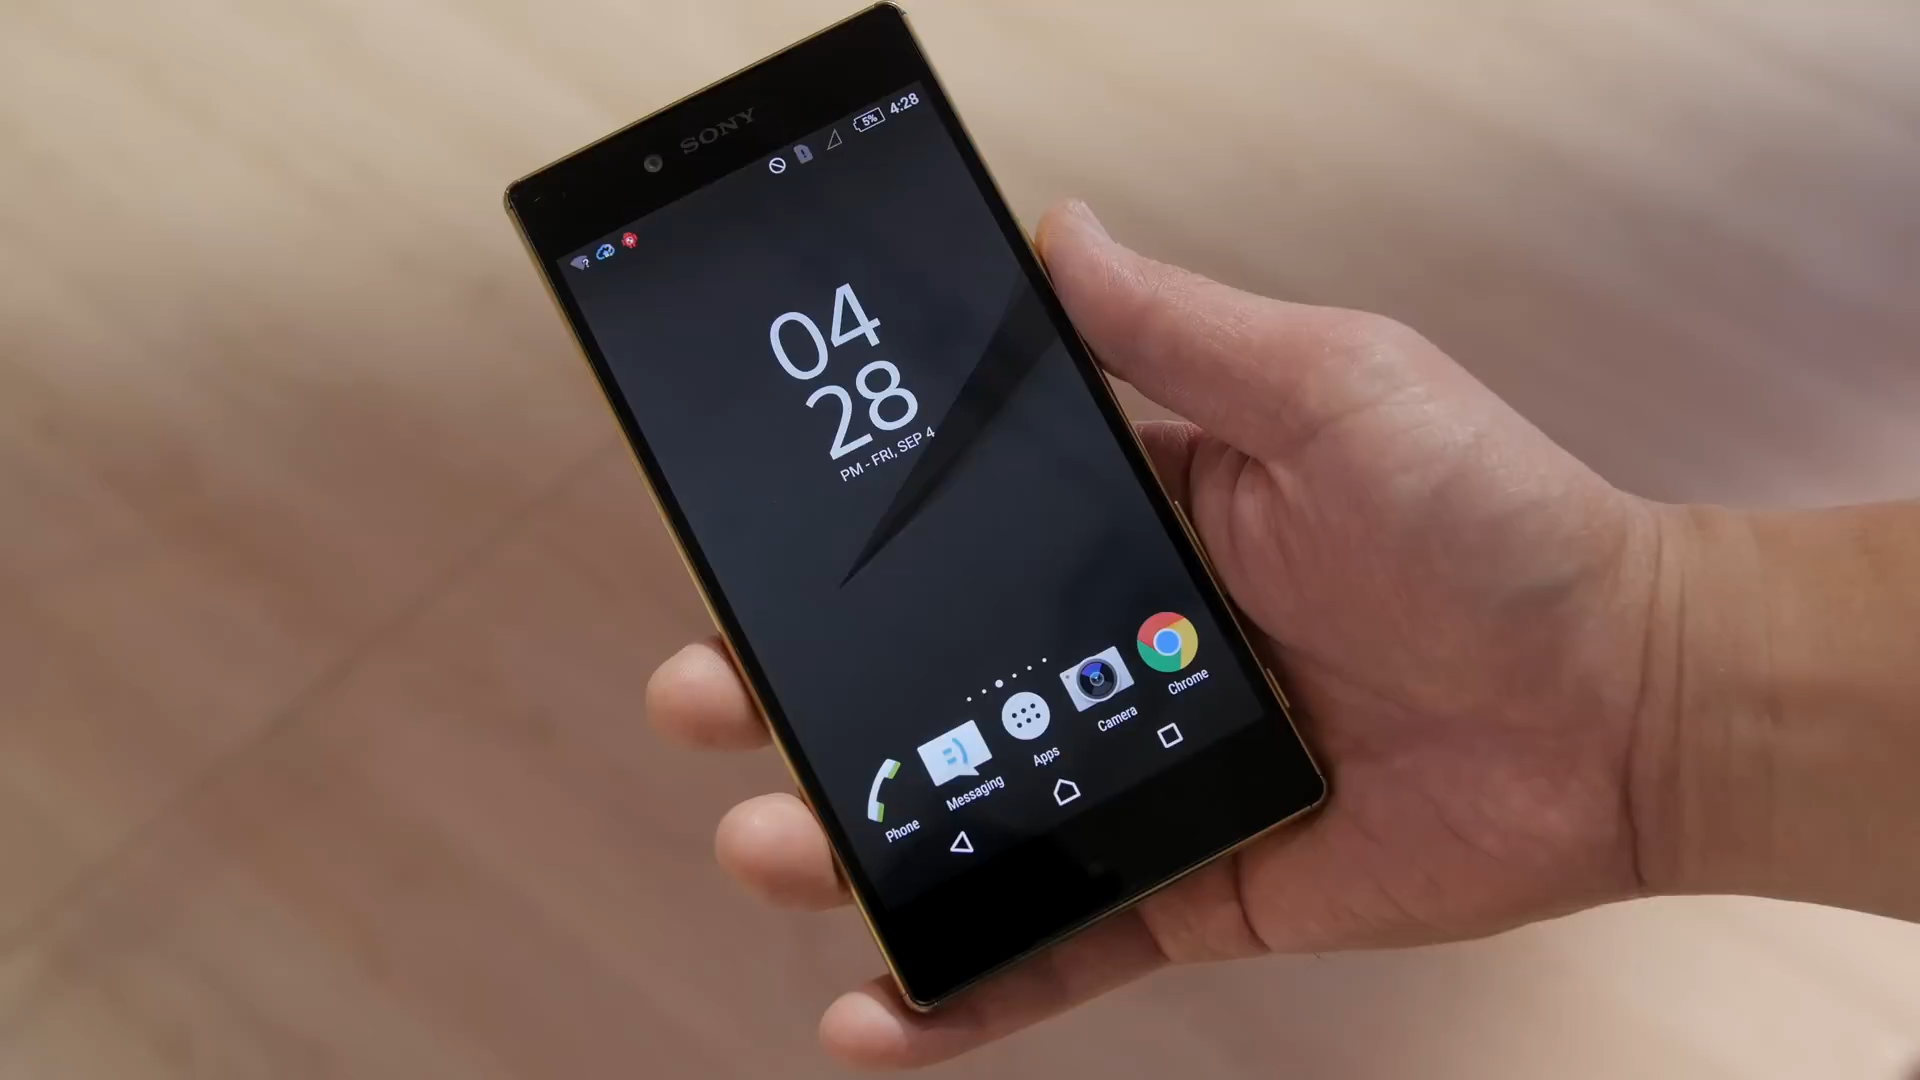 SONY
5% 4:28
04
28
PM - FRI, SEP 4
Phone
Messaging
Apps
Camera
Chrome